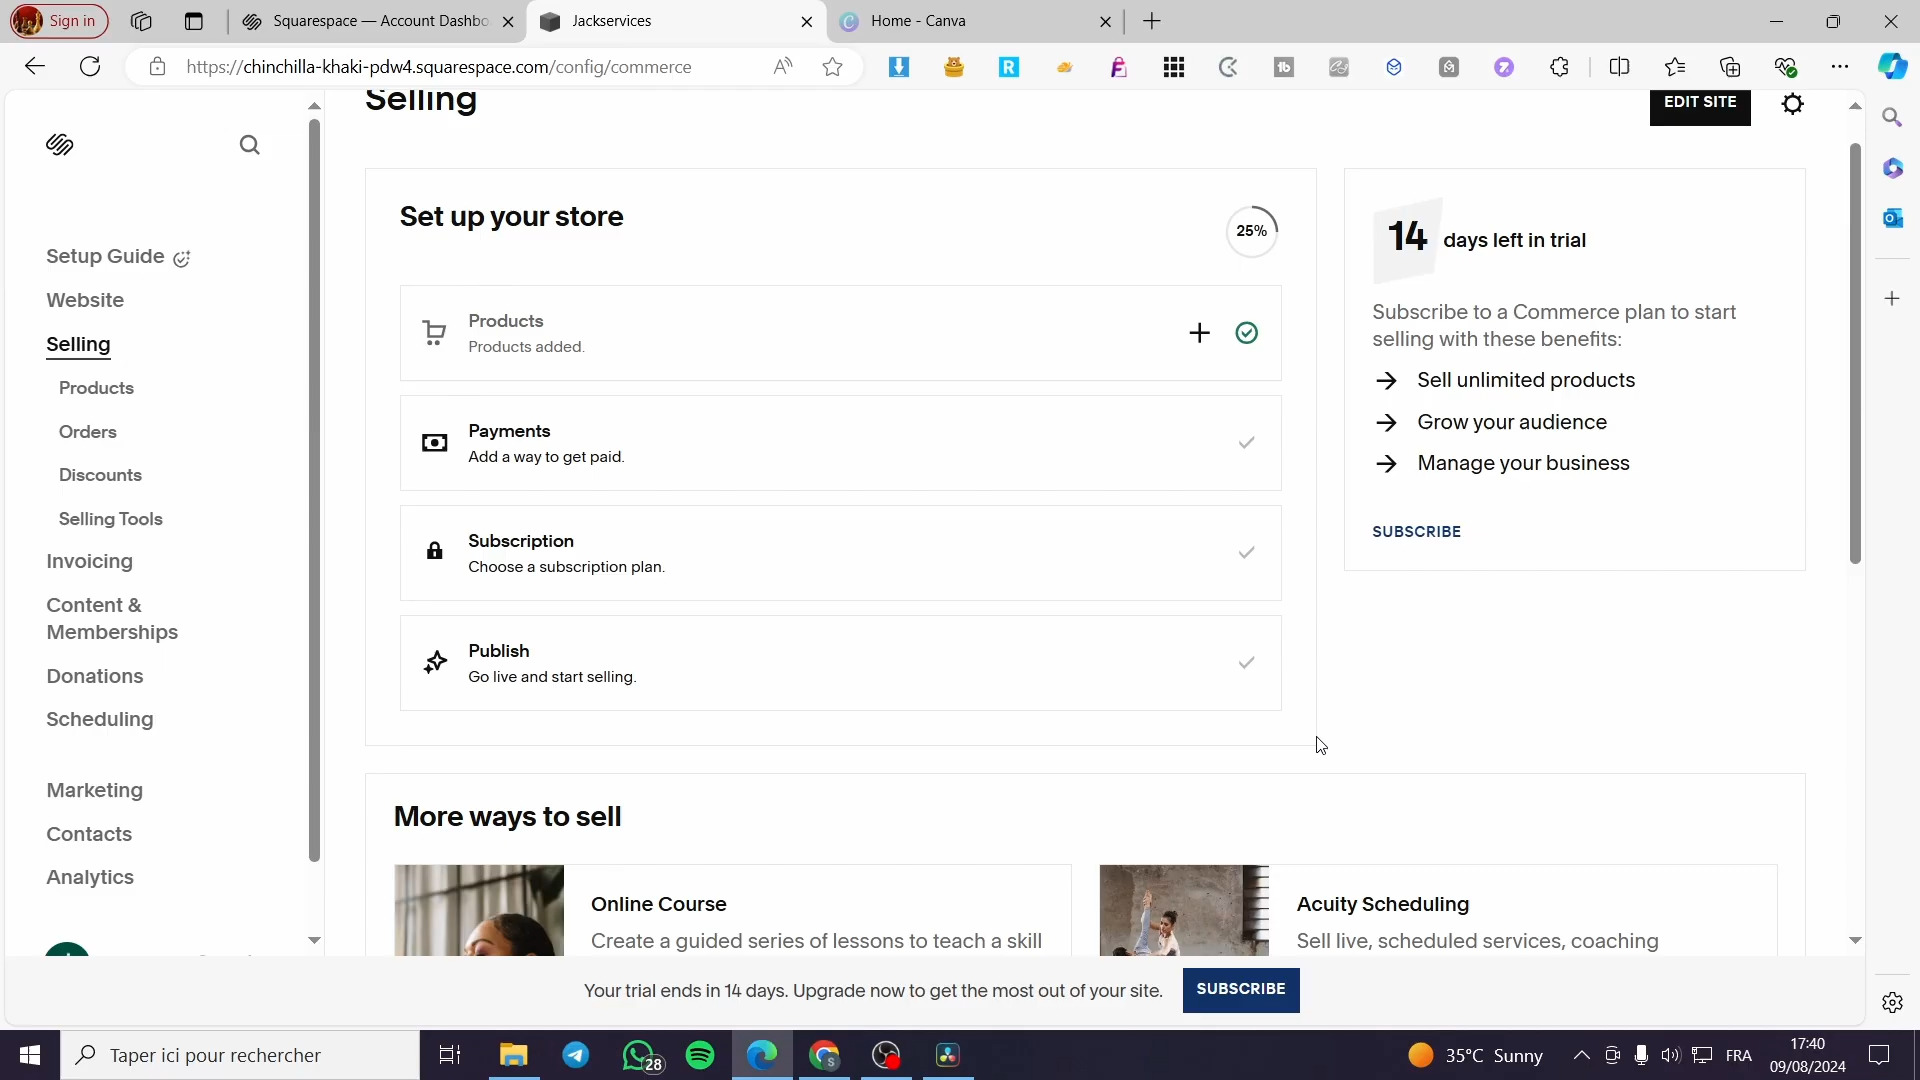 Sign in
Squarespace — Account Dashbo
Jackservices
Home - Canva
https://chinchilla-khaki-pdw4.squarespace.com/config/commerce
Selling
EDIT SITE
Setup Guide
Website
Selling
Products
Orders
Discounts
Selling Tools
Invoicing
Content &
Memberships
Donations
Scheduling
Marketing
Contacts
Analytics
Set up your store
25%
Products
Products added.
Payments
Add a way to get paid.
Subscription
Choose a subscription plan.
Publish
Go live and start selling.
14 days left in trial
Subscribe to a Commerce plan to start
selling with these benefits:
Sell unlimited products
Grow your audience
Manage your business
SUBSCRIBE
More ways to sell
Online Course
Create a guided series of lessons to teach a skill
Acuity Scheduling
Sell live, scheduled services, coaching
Your trial ends in 14 days. Upgrade now to get the most out of your site.
SUBSCRIBE
Taper ici pour rechercher
28
35°C Sunny
FRA
17:40
09/08/2024